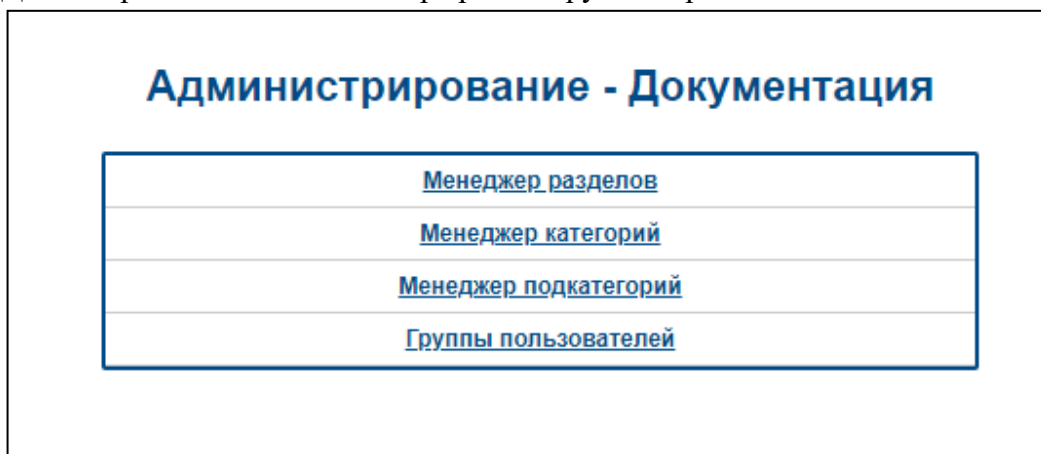 Администрирование - Документация
Менеджер разделов
Менеджер категорий
Менеджер подкатегорий
Группы пользователей